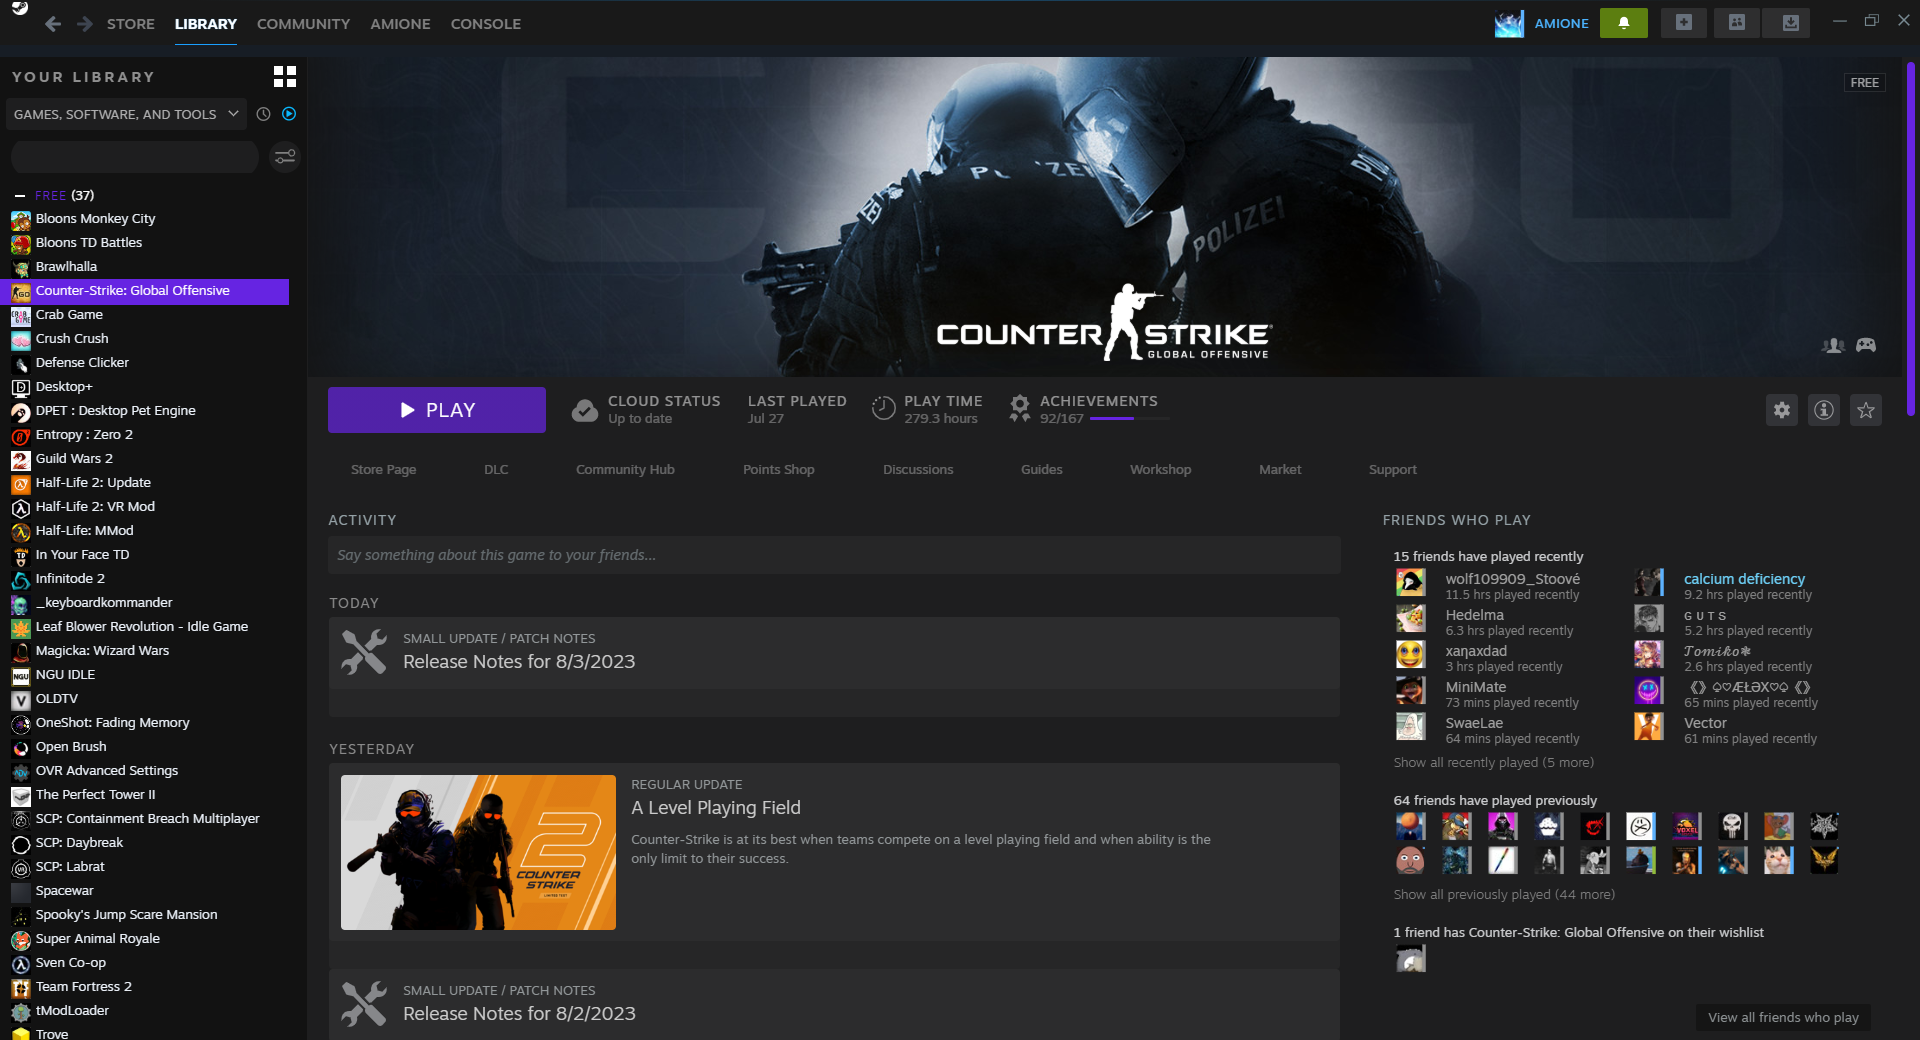 STORE LIBRARY COMMUNITY AMIONE CONSOLE
AMIONE
YOUR LIBRARY
GAMES, SOFTWARE, AND TOOLS
FREE (37)
Bloons Monkey City
Bloons TD Battles
Brawlhalla
Counter-Strike: Global Offensive
Crab Game
Crush Crush
Defense Clicker
Desktop+
DPET : Desktop Pet Engine
Entropy : Zero 2
Guild Wars 2
Half-Life 2: Update
Half-Life 2: VR Mod
Half-Life: MMod
In Your Face TD
Infinitode 2
_keyboardkommander
Leaf Blower Revolution - Idle Game
Magicka: Wizard Wars
NGU IDLE
OLDTV
OneShot: Fading Memory
Open Brush
OVR Advanced Settings
The Perfect Tower II
SCP: Containment Breach Multiplayer
SCP: Daybreak
SCP: Labrat
Spacewar
Spooky's Jump Scare Mansion
Super Animal Royale
Sven Co-op
Team Fortress 2
tModLoader
Trove
FREE
POLIZEI
COUNTER STRIKE
GLOBAL OFFENSIVE
PLAY
CLOUD STATUS
Up to date
LAST PLAYED
Jul 27
PLAY TIME
279.3 hours
ACHIEVEMENTS
92/167
Store Page DLC Community Hub Points Shop Discussions Guides Workshop Market Support
ACTIVITY
Say something about this game to your friends...
TODAY
SMALL UPDATE / PATCH NOTES
Release Notes for 8/3/2023
YESTERDAY
2
COUNTER
STRIKE
REGULAR UPDATE
A Level Playing Field
Counter-Strike is at its best when teams compete on a level playing field and when ability is the
only limit to their success.
SMALL UPDATE / PATCH NOTES
Release Notes for 8/2/2023
FRIENDS WHO PLAY
15 friends have played recently
wolf109909_Stoovė
11.5 hrs played recently
calcium deficiency
9.2 hrs played recently
Hedelma
6.3 hrs played recently
ɢ ᴜ ᴛ s
5.2 hrs played recently
xaηaxdad
3 hrs played recently
𝓣𝓸𝓶𝓲𝓴𝓸❃
2.6 hrs played recently
MiniMate
73 mins played recently
《》♤♡ÆŁƏX♡♤《》
65 mins played recently
SwaeLae
64 mins played recently
Vector
61 mins played recently
Show all recently played (5 more)
64 friends have played previously
Show all previously played (44 more)
1 friend has Counter-Strike: Global Offensive on their wishlist
View all friends who play